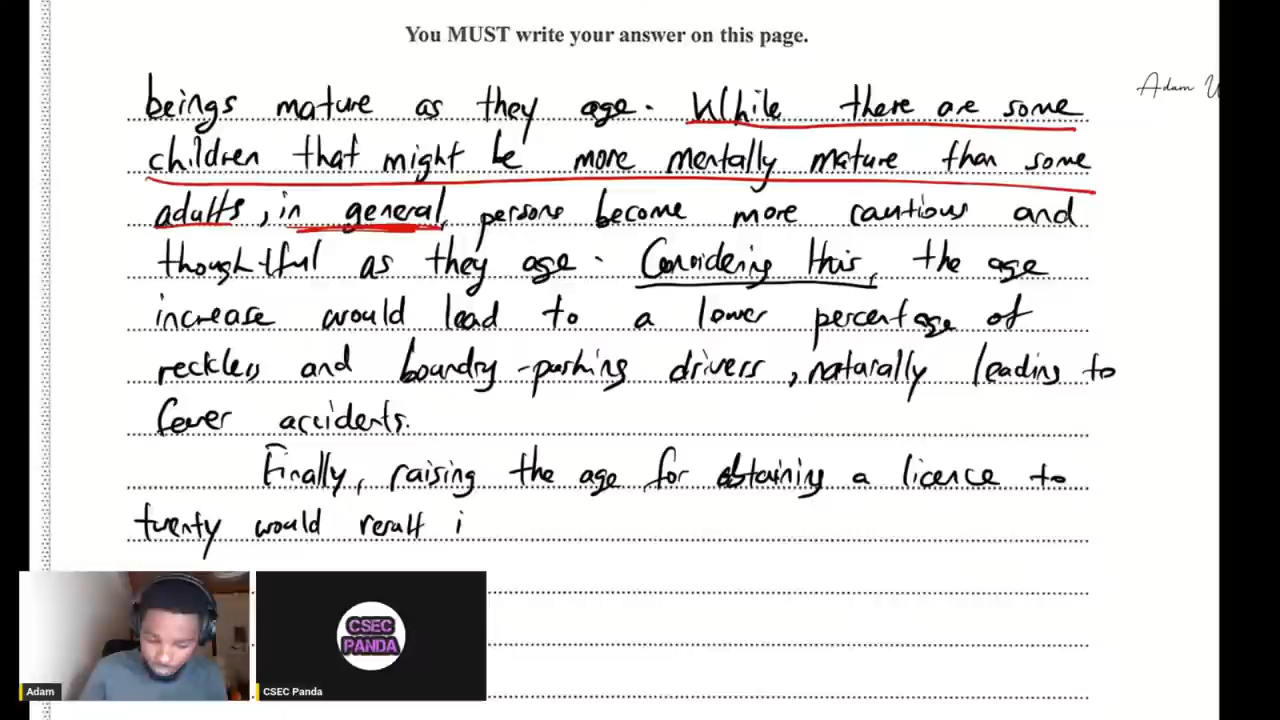 You MUST write your answer on this page.
Adam W
beings mature as they age. While there are some
children that might be more mentally mature than some
adults, in general, persons become more cautious and
thoughtful as they age. Considering this, the age
increase would lead to a lower percentage of
reckless and boundry-pushing drivers, naturally leading to
fewer accidents.
Finally, raising the age for obtaining a licence to
twenty would result i
CSEC
PANDA
Adam
CSEC Panda